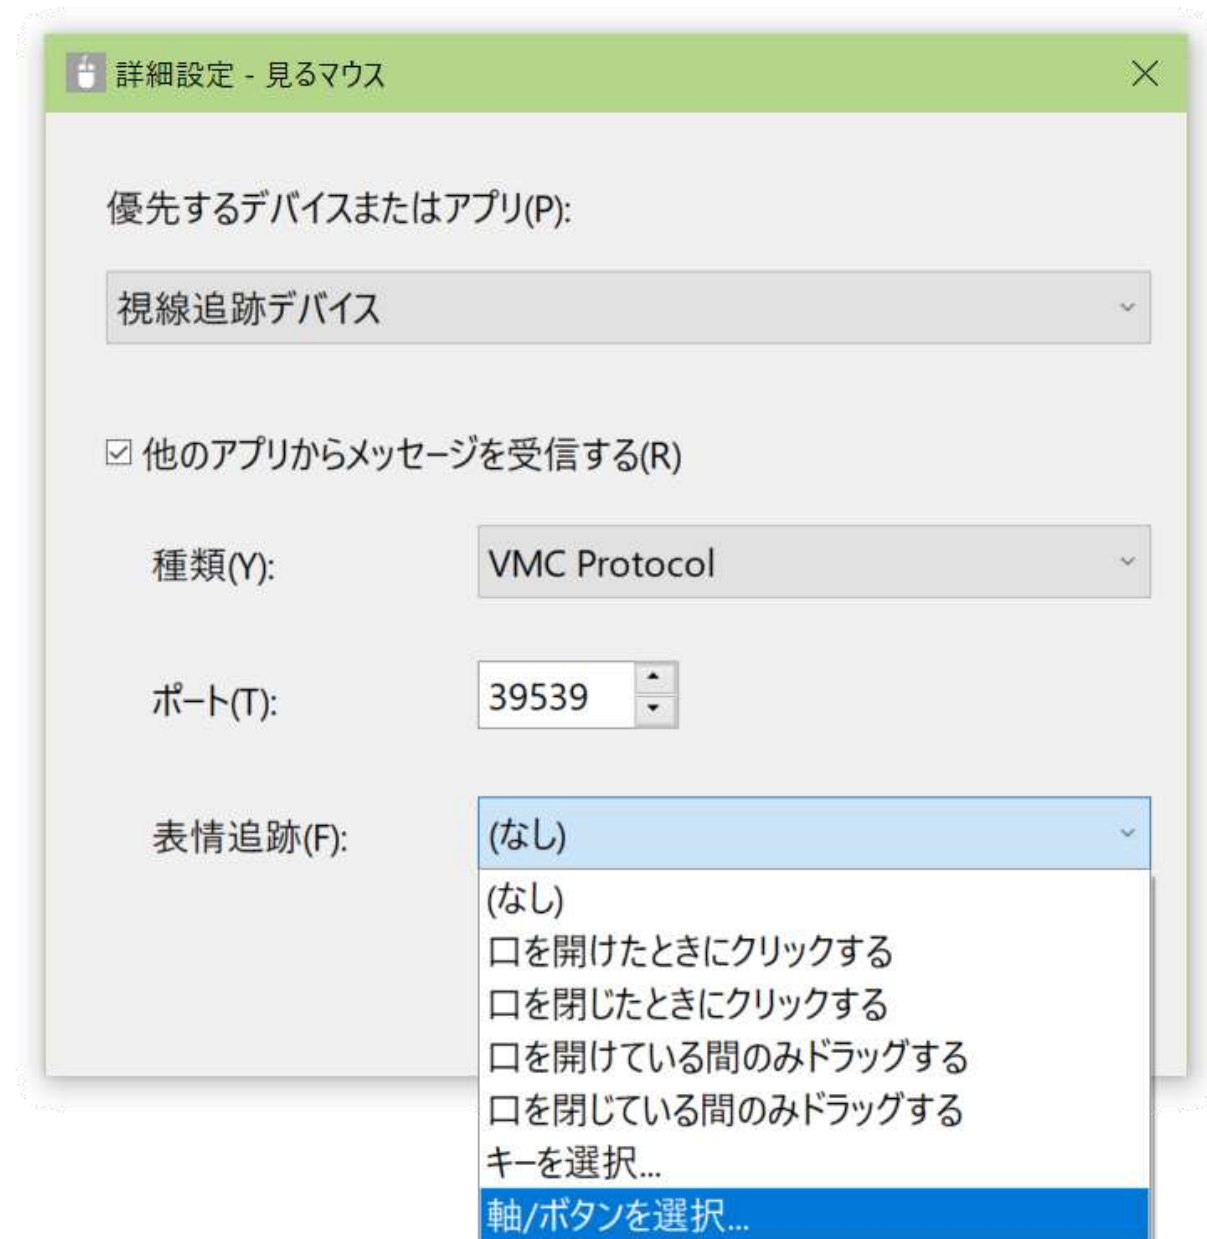 詳細設定 - 見るマウス
優先するデバイスまたはアプリ(P):
視線追跡デバイス
他のアプリからメッセージを受信する(R)
種類(Y):
VMC Protocol
ポート(T):
39539
表情追跡(F):
(なし)
(なし)
口を開けたときにクリックする
口を閉じたときにクリックする
口を開けている間のみドラッグする
口を閉じている間のみドラッグする
キーを選択...
軸/ボタンを選択...